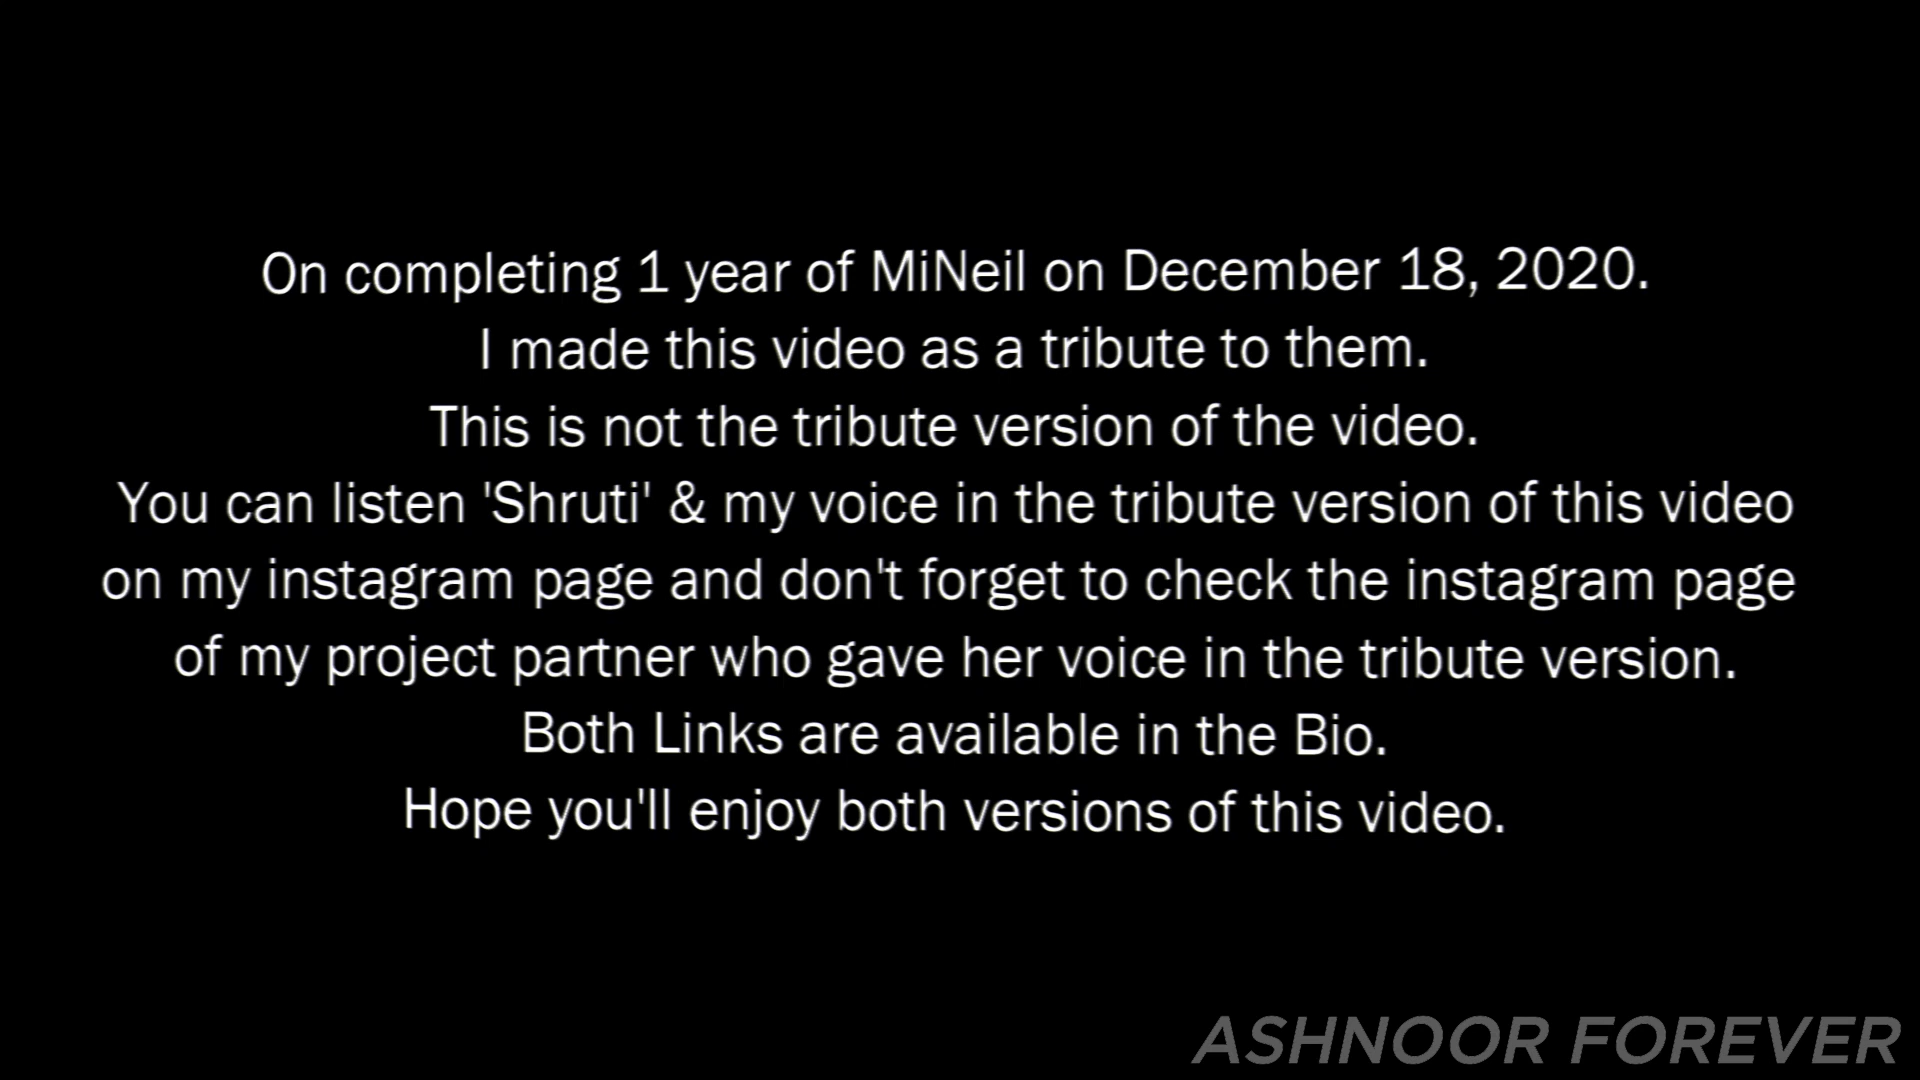 On completing 1 year of MiNeil on December 18, 2020.
I made this video as a tribute to them.
This is not the tribute version of the video.
You can listen 'Shruti' & my voice in the tribute version of this video
on my instagram page and don't forget to check the instagram page
of my project partner who gave her voice in the tribute version.
Both Links are available in the Bio.
Hope you'll enjoy both versions of this video.
ASHNOOR FOREVER